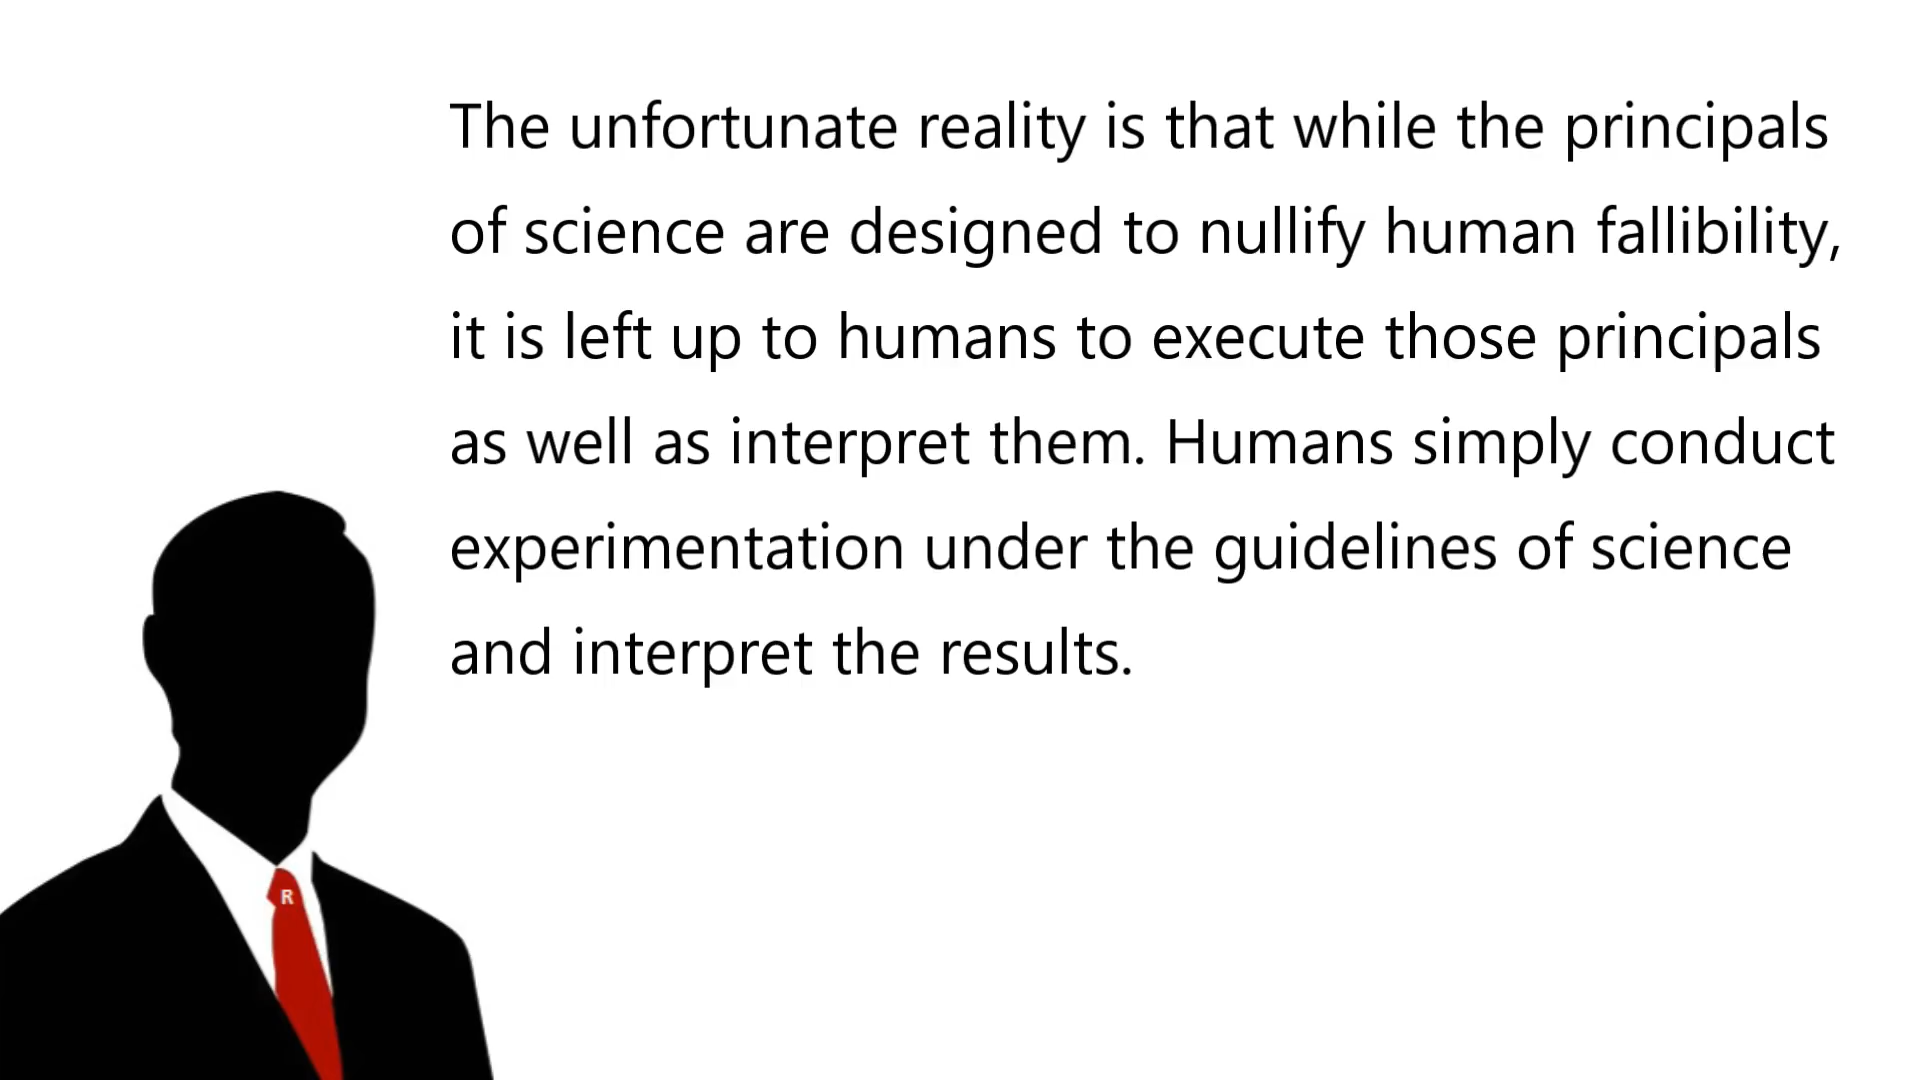 The unfortunate reality is that while the principals
of science are designed to nullify human fallibility,
it is left up to humans to execute those principals
as well as interpret them. Humans simply conduct
experimentation under the guidelines of science
and interpret the results.
R